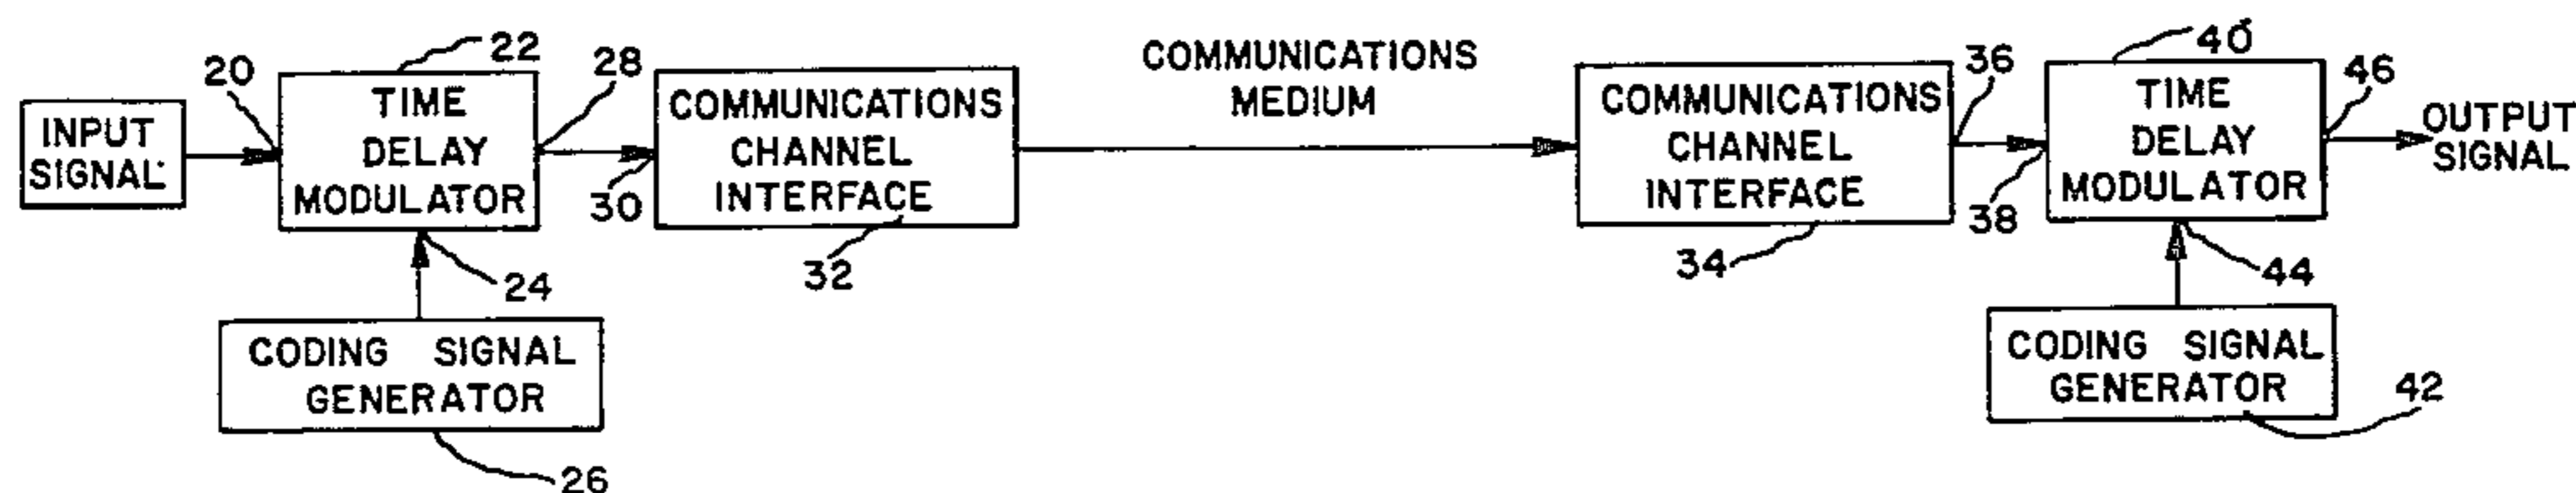 INPUT
SIGNAL
20
22
TIME
DELAY
MODULATOR
28
24
CODING SIGNAL
GENERATOR
26
30
COMMUNICATIONS
CHANNEL
INTERFACE
32
COMMUNICATIONS
MEDIUM
COMMUNICATIONS
CHANNEL
INTERFACE
34
36
38
40
TIME
DELAY
MODULATOR
46
OUTPUT
SIGNAL
44
CODING SIGNAL
GENERATOR
42